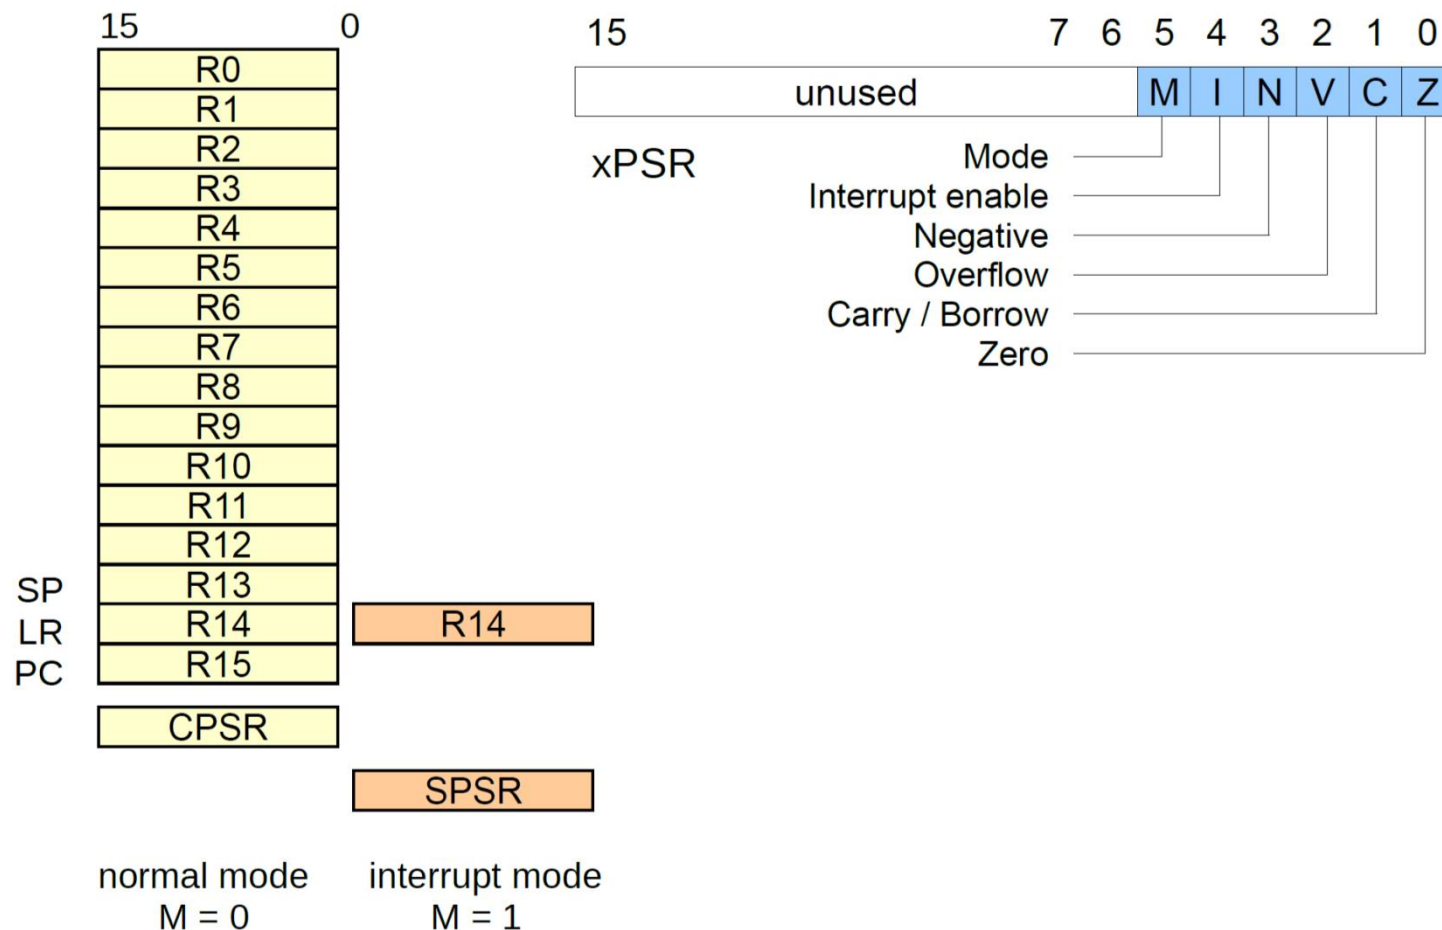 15 0
R0
R1
R2
R3
R4
R5
R6
R7
R8
R9
R10
R11
R12
SP R13
LR R14 R14
PC R15
CPSR
SPSR
normal mode interrupt mode
M = 0 M = 1
15 7 6 5 4 3 2 1 0
unused M I N V C Z
xPSR
Mode
Interrupt enable
Negative
Overflow
Carry / Borrow
Zero